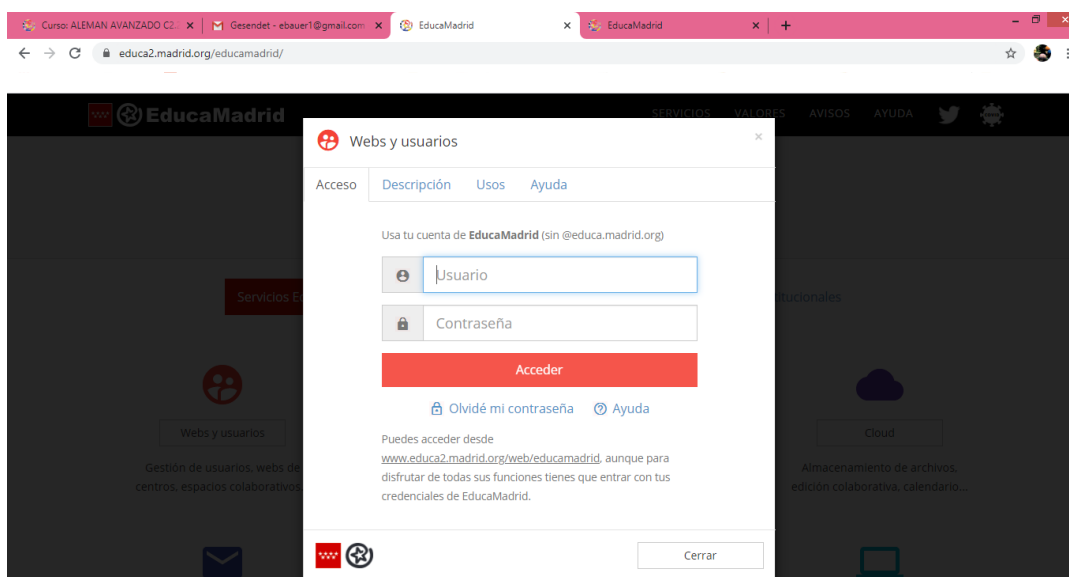 Curso: ALEMAN AVANZADO C2-
Gesendet - ebauer1@gmail.com
EducaMadrid
EducaMadrid
educa2.madrid.org/educamadrid/
EducaMadrid
SERVICIOS VALORES AVISOS AYUDA
Webs y usuarios
Acceso Descripción Usos Ayuda
Usa tu cuenta de EducaMadrid (sin @educa.madrid.org)
Usuario
Contraseña
Acceder
Olvidé mi contraseña Ayuda
Puedes acceder desde
www.educa2.madrid.org/web/educamadrid, aunque para
disfrutar de todas sus funciones tienes que entrar con tus
credenciales de EducaMadrid.
Cerrar
Servicios
Webs y usuarios
Gestión de usuarios, webs de
centros, espacios colaborativos
Cloud
Almacenamiento de archivos,
edición colaborativa, calendario...